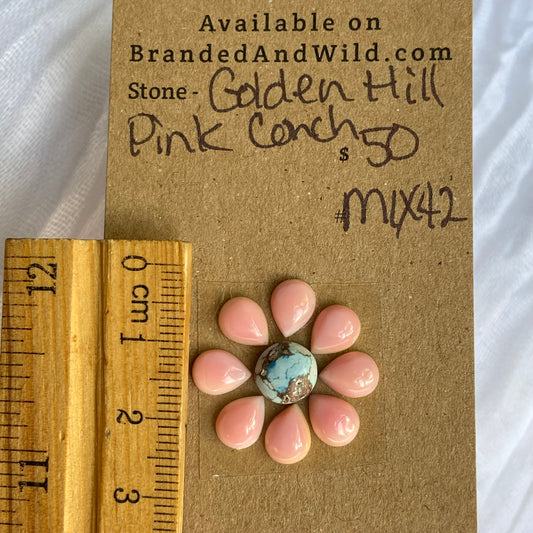 Available on
BrandedAndWild.com
Stone - Golden Hill
Pink Conch $50
#MIX42
12
11
0 cm 1 2 3